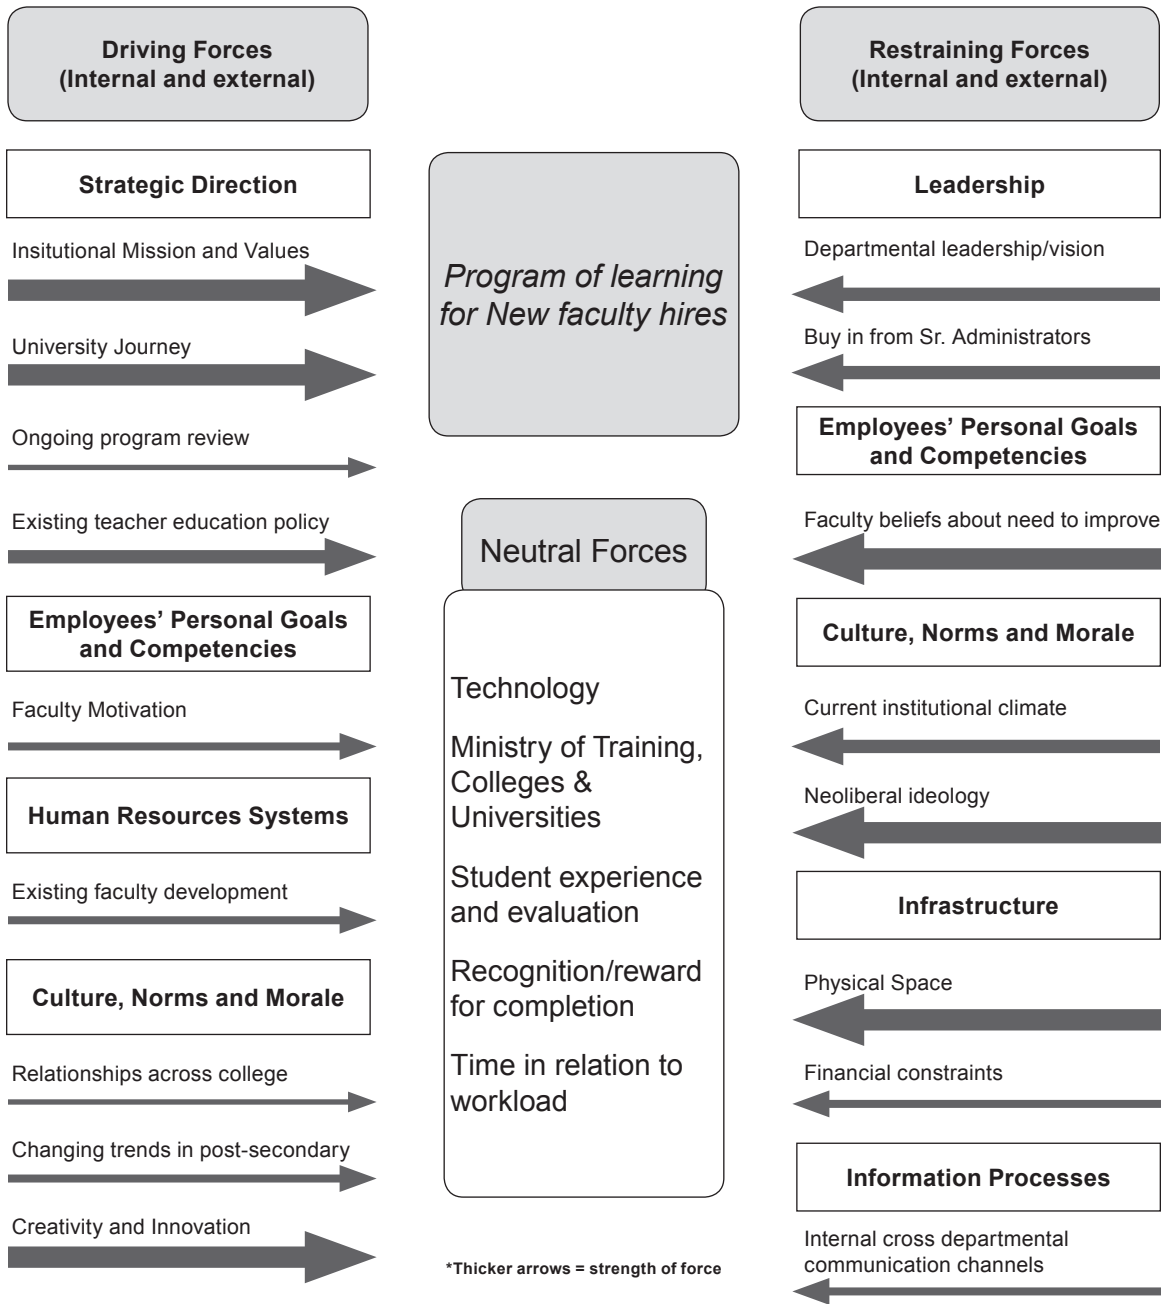 Driving Forces
(Internal and external)
Strategic Direction
Insitutional Mission and Values
University Journey
Ongoing program review
Existing teacher education policy
Employees' Personal Goals
and Competencies
Faculty Motivation
Human Resources Systems
Existing faculty development
Culture, Norms and Morale
Relationships across college
Changing trends in post-secondary
Creativity and Innovation
Program of learning
for New faculty hires
Neutral Forces
Technology
Ministry of Training,
Colleges &
Universities
Student experience
and evaluation
Recognition/reward
for completion
Time in relation to
workload
*Thicker arrows = strength of force
Restraining Forces
(Internal and external)
Leadership
Departmental leadership/vision
Buy in from Sr. Administrators
Employees' Personal Goals
and Competencies
Faculty beliefs about need to improve
Culture, Norms and Morale
Current institutional climate
Neoliberal ideology
Infrastructure
Physical Space
Financial constraints
Information Processes
Internal cross departmental
communication channels